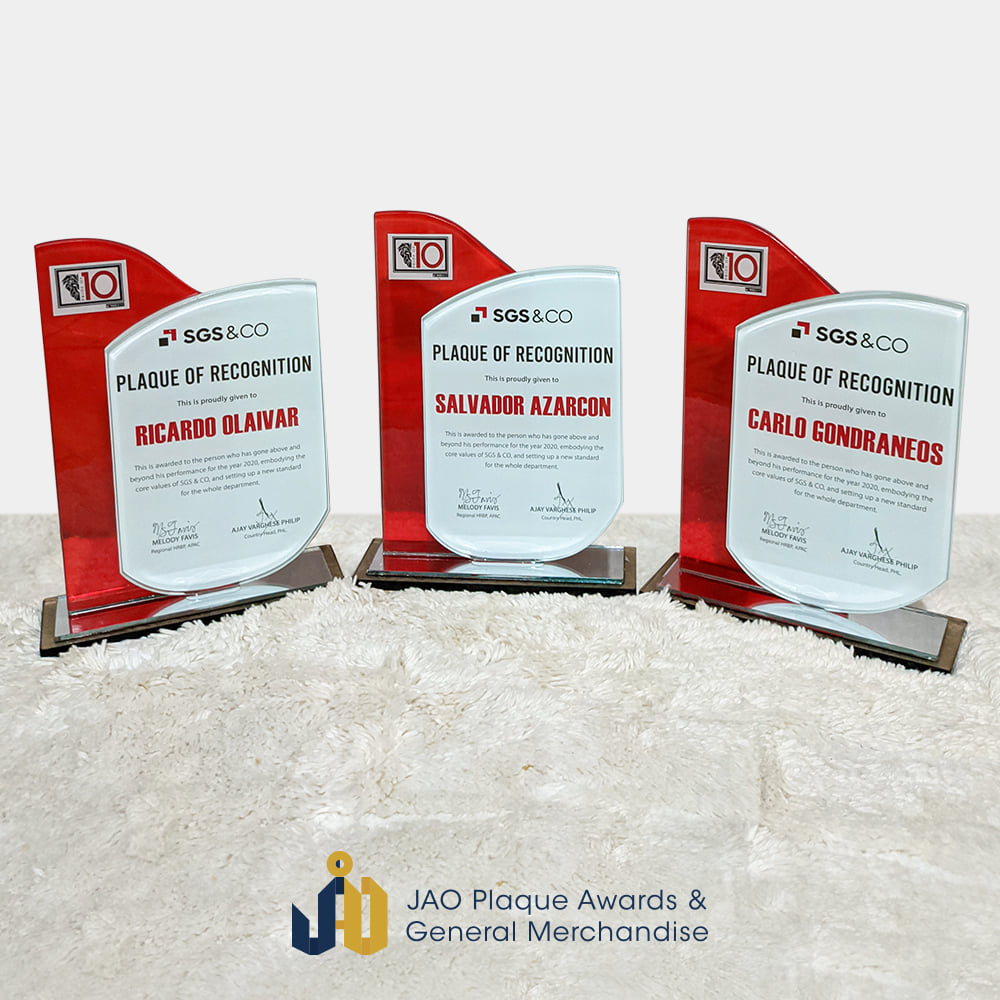 10
SGS & CO
PLAQUE OF RECOGNITION
This is proudly given to
RICARDO OLAIVAR
This is awarded to the person who has gone above and
beyond his performance for the year 2020, embodying the
core values of SGS & CO, and setting up a new standard
for the whole department.
MELODY FAVIS
Regional HRBP, APAC
AJAY VARGHESE PHILIP
Country Head, PHL.
10
SGS & CO
PLAQUE OF RECOGNITION
This is proudly given to
SALVADOR AZARCON
This is awarded to the person who has gone above and
beyond his performance for the year 2020, embodying the
core values of SGS & CO, and setting up a new standard
for the whole department.
MELODY FAVIS
Regional HRBP, APAC
AJAY VARGHESE PHILIP
Country Head, PHL.
10
SGS & CO
PLAQUE OF RECOGNITION
This is proudly given to
CARLO GONDRANEOS
This is awarded to the person who has gone above and
beyond his performance for the year 2020, embodying the
core values of SGS & CO, and setting up a new standard
for the whole department.
MELODY FAVIS
Regional HRBP, APAC
AJAY VARGHESE PHILIP
Country Head, PHL.
JAO Plaque Awards &
General Merchandise